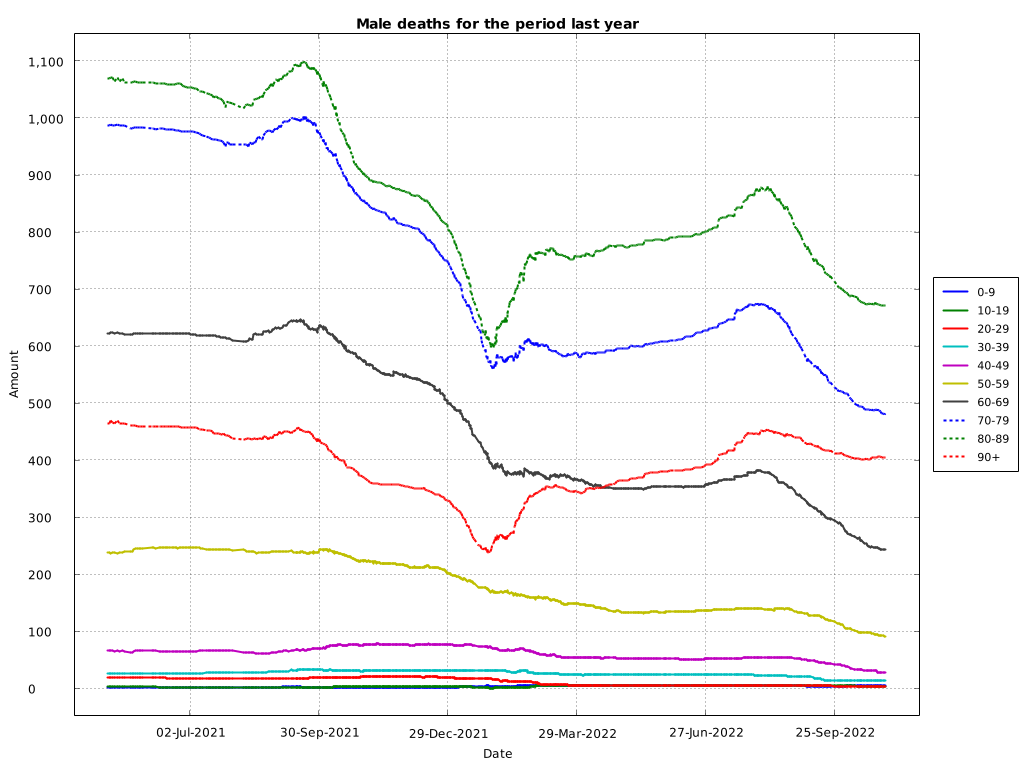 Male deaths for the period last year
1,100
1,000
900
800
700
600
500
400
300
200
100
0
Amount
02-Jul-2021
30-Sep-2021
29-Dec-2021
29-Mar-2022
27-Jun-2022
25-Sep-2022
Date
0-9
10-19
20-29
30-39
40-49
50-59
60-69
70-79
80-89
90+